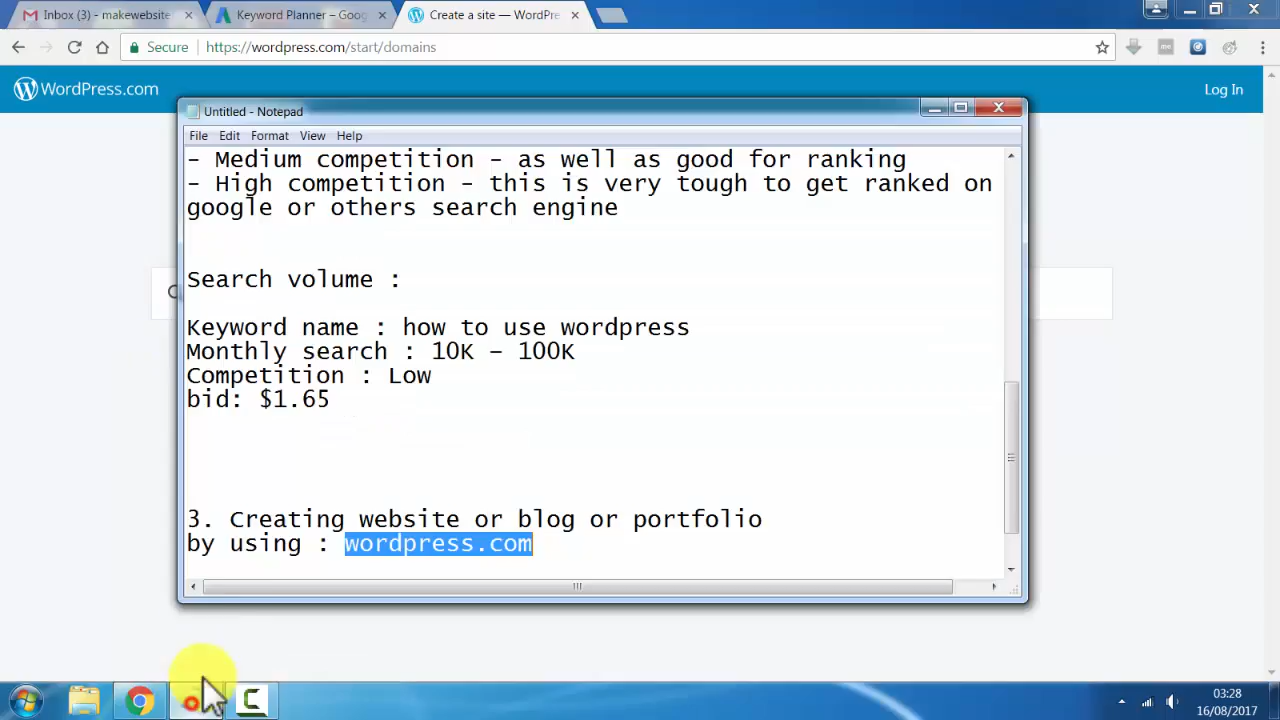 Inbox (3) - makewebsite
Keyword Planner – Goog
Create a site — WordPre
Secure
https://wordpress.com/start/domains
WordPress.com
Log In
Untitled - Notepad
File Edit Format View Help
- Medium competition - as well as good for ranking
- High competition - this is very tough to get ranked on
google or others search engine
Search volume :
Keyword name : how to use wordpress
Monthly search : 10K – 100K
Competition : Low
bid: $1.65
3. Creating website or blog or portfolio
by using : wordpress.com
03:28
16/08/2017